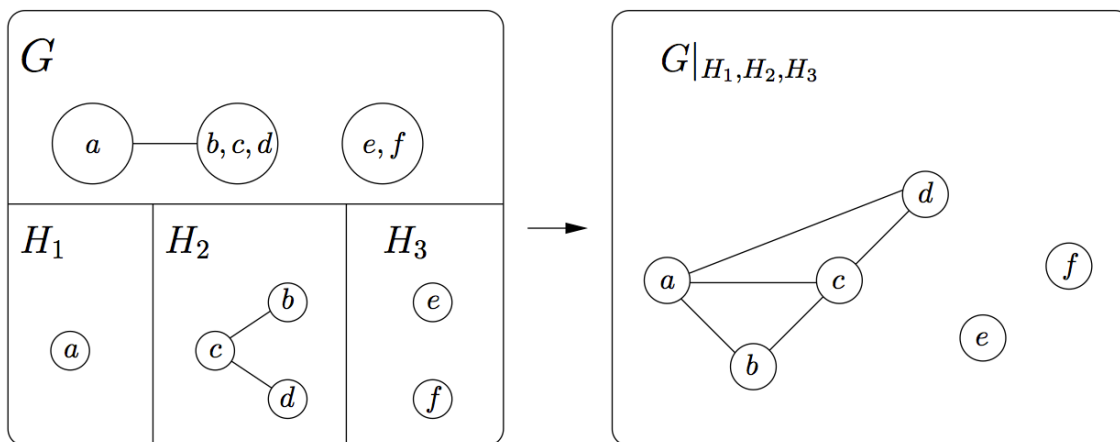 G
a b, c, d e, f
H₁ H₂ H₃
b
c
d
a
e
f
G|H₁,H₂,H₃
d
a c f
b e